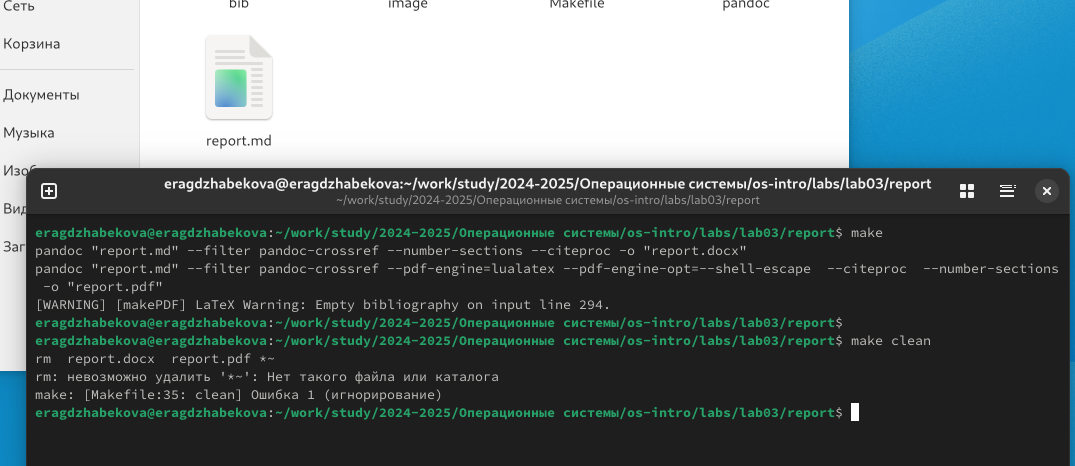 Сеть
Корзина
Документы
Музыка
Изоб
Вид
Заг
bib
image
Makefile
pandoc
report.md
eragdzhabekova@eragdzhabekova:~/work/study/2024-2025/Операционные системы/os-intro/labs/lab03/report
~/work/study/2024-2025/Операционные системы/os-intro/labs/lab03/report
eragdzhabekova@eragdzhabekova:~/work/study/2024-2025/Операционные системы/os-intro/labs/lab03/report$ make
pandoc "report.md" --filter pandoc-crossref --number-sections --citeproc -o "report.docx"
pandoc "report.md" --filter pandoc-crossref --pdf-engine=lualatex --pdf-engine-opt=--shell-escape  --citeproc  --number-sections
 -o "report.pdf"
[WARNING] [makePDF] LaTeX Warning: Empty bibliography on input line 294.
eragdzhabekova@eragdzhabekova:~/work/study/2024-2025/Операционные системы/os-intro/labs/lab03/report$
eragdzhabekova@eragdzhabekova:~/work/study/2024-2025/Операционные системы/os-intro/labs/lab03/report$ make clean
rm  report.docx  report.pdf *~
rm: невозможно удалить '*~': Нет такого файла или каталога
make: [Makefile:35: clean] Ошибка 1 (игнорирование)
eragdzhabekova@eragdzhabekova:~/work/study/2024-2025/Операционные системы/os-intro/labs/lab03/report$